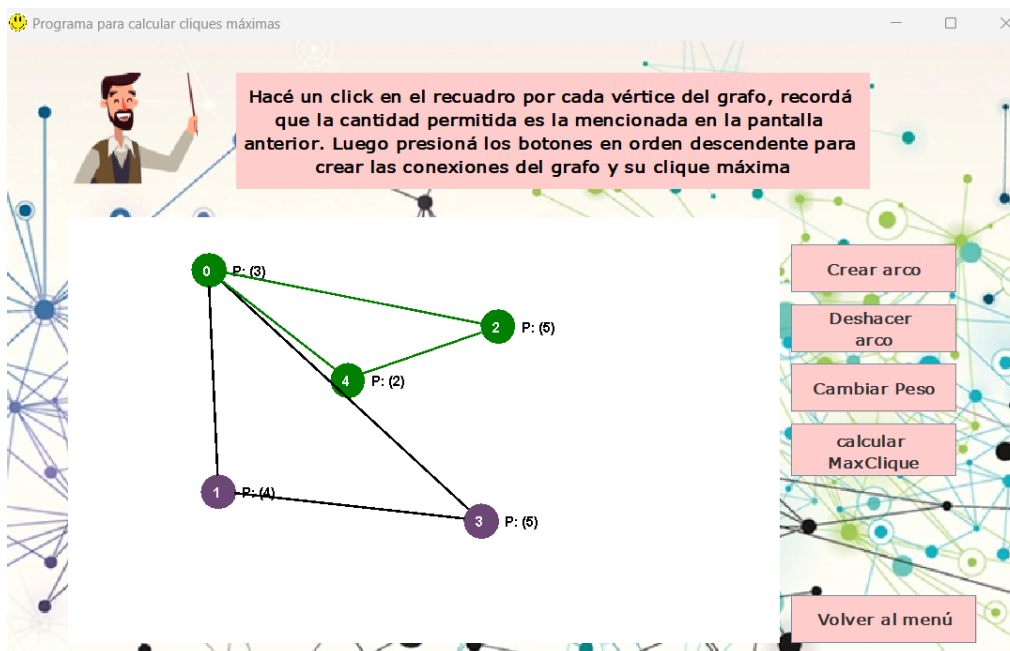 Programa para calcular cliques máximas
Hacé un click en el recuadro por cada vértice del grafo, recordá
que la cantidad permitida es la mencionada en la pantalla
anterior. Luego presioná los botones en orden descendente para
crear las conexiones del grafo y su clique máxima
0 P: (3)
2 P: (5)
4 P: (2)
1 P: (4)
3 P: (5)
Crear arco
Deshacer
arco
Cambiar Peso
calcular
MaxClique
Volver al menú